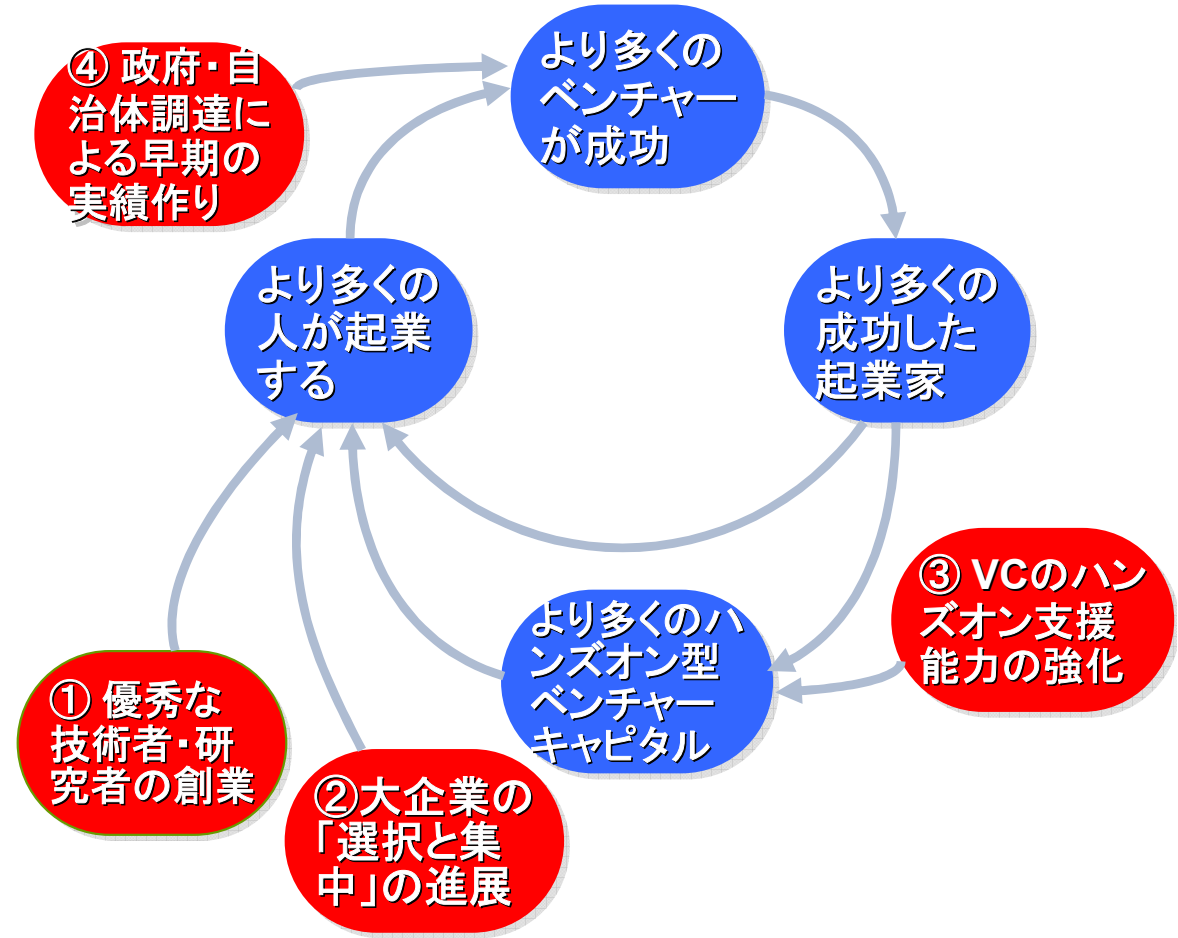 ④ 政府・自
治体調達に
よる早期の
実績作り
より多くの
ベンチャー
が成功
より多くの
人が起業
する
より多くの
成功した
起業家
③ VCのハン
ズオン支援
能力の強化
より多くのハ
ンズオン型
ベンチャー
キャピタル
① 優秀な
技術者・研
究者の創業
②大企業の
「選択と集
中」の進展